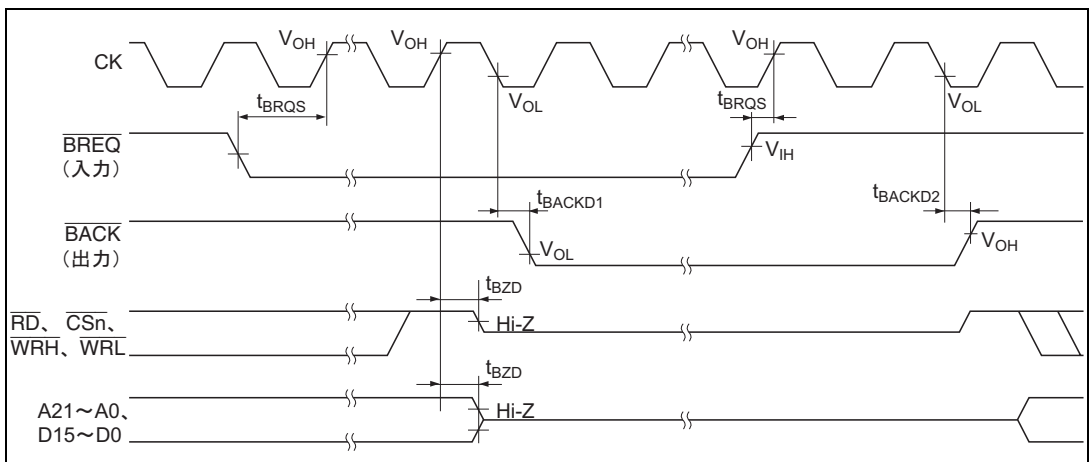 V_OH V_OH V_OH
CK
V_OL V_OL
t_BRQS t_BRQS
BREQ
(入力)
V_IH
t_BACKD1 t_BACKD2
BACK
(出力)
V_OL V_OH
t_BZD
RD、 CSn、
WRH、 WRL
Hi-Z
t_BZD
A21～A0、
D15～D0
Hi-Z